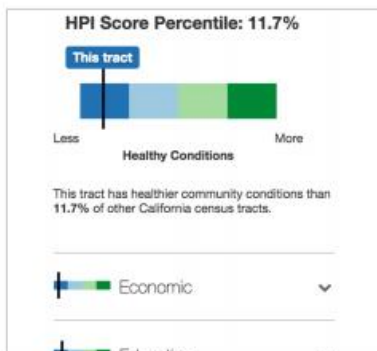 HPI Score Percentile: 11.7%
This tract
Less More
Healthy Conditions
This tract has healthier community conditions than
11.7% of other California census tracts.
Economic